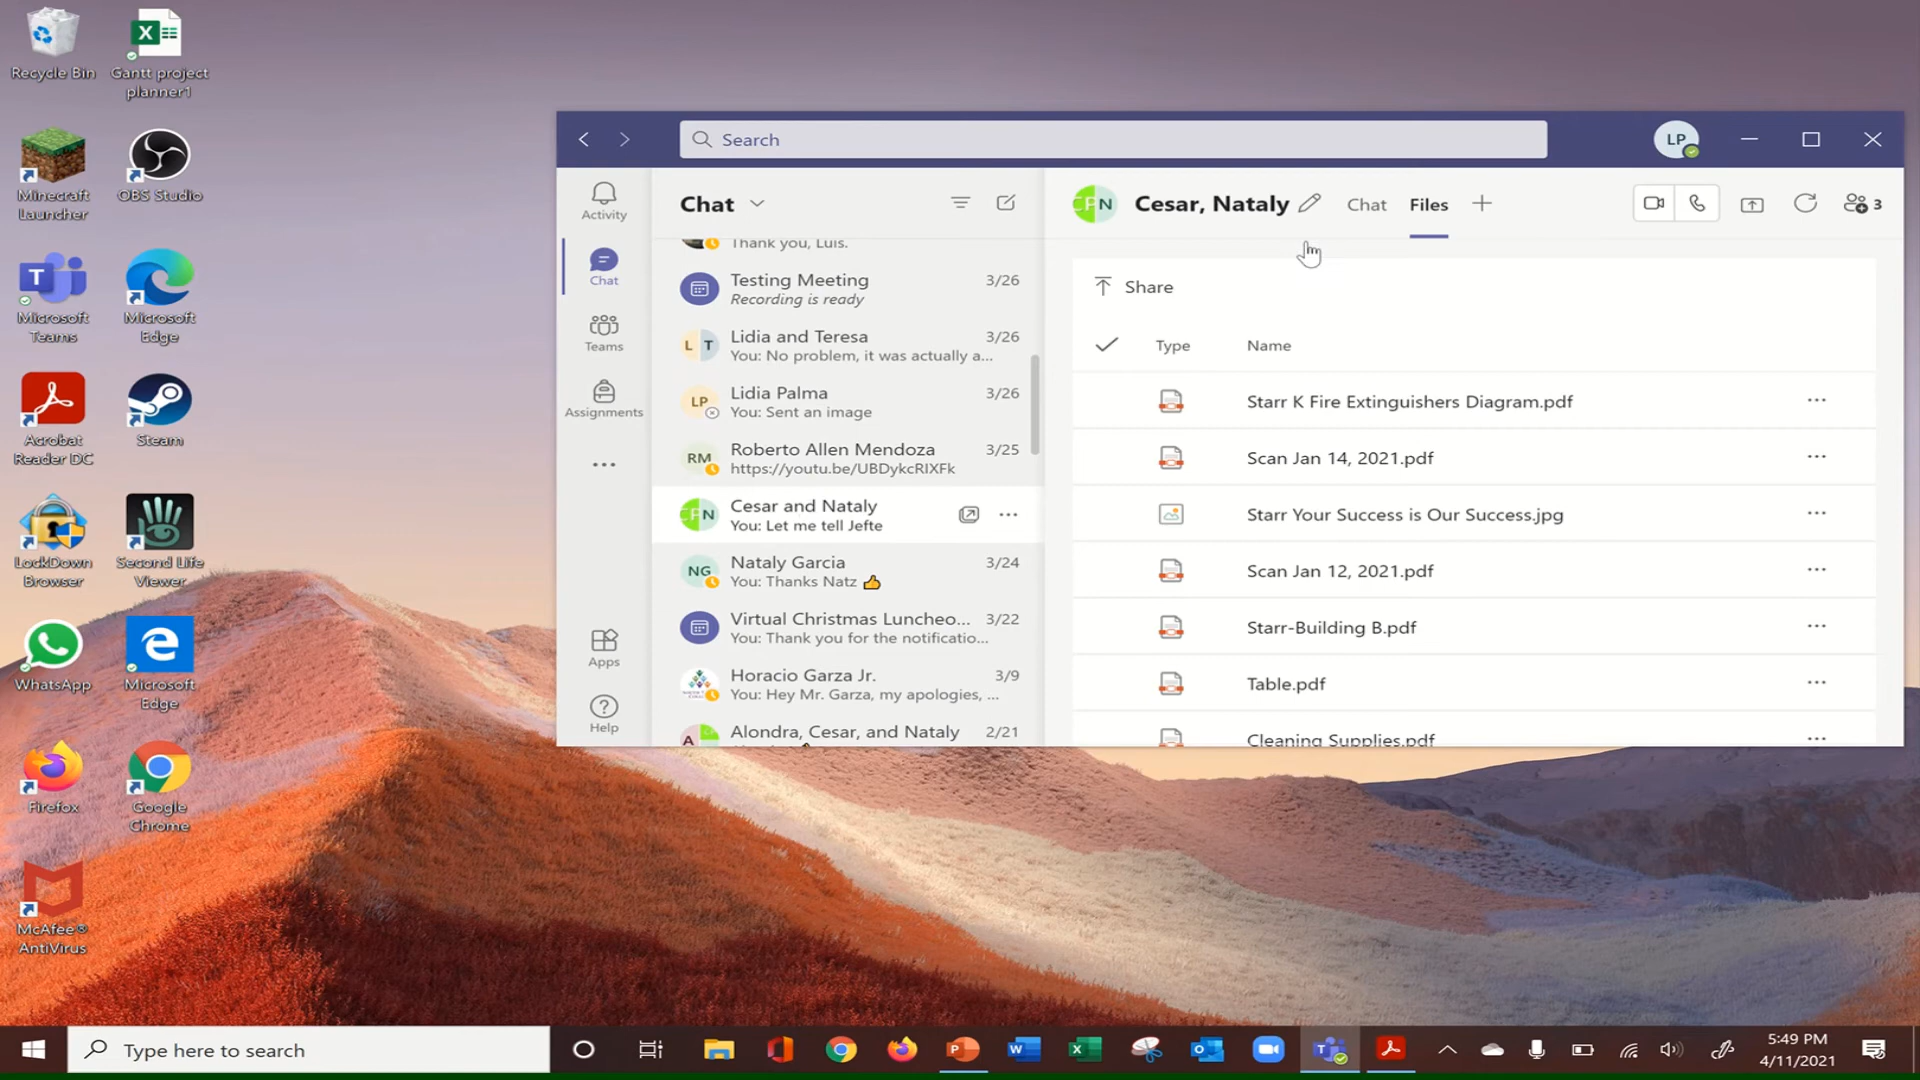 Recycle Bin
Gantt project
planner1
Minecraft
Launcher
OBS Studio
Microsoft
Teams
Microsoft
Edge
Acrobat
Reader DC
Steam
LockDown
Browser
Second Life
Viewer
WhatsApp
Microsoft
Edge
Firefox
Google
Chrome
McAfee®
AntiVirus
Search
LP
Activity
Chat
Teams
Assignments
Apps
Help
Chat
Thank you, Luis.
Testing Meeting 3/26
Recording is ready
L T
Lidia and Teresa 3/26
You: No problem, it was actually a...
LP
Lidia Palma 3/26
You: Sent an image
RM
Roberto Allen Mendoza 3/25
https://youtu.be/UBDykcRIXFk
CP N
Cesar and Nataly
You: Let me tell Jefte
NG
Nataly Garcia 3/24
You: Thanks Natz 👍
Virtual Christmas Luncheo... 3/22
You: Thank you for the notificatio...
Horacio Garza Jr. 3/9
You: Hey Mr. Garza, my apologies, ...
A
Alondra, Cesar, and Nataly 2/21
CP N
Cesar, Nataly Chat Files 3
Share
Type Name
Starr K Fire Extinguishers Diagram.pdf
Scan Jan 14, 2021.pdf
Starr Your Success is Our Success.jpg
Scan Jan 12, 2021.pdf
Starr-Building B.pdf
Table.pdf
Cleaning Supplies.pdf
Type here to search
5:49 PM
4/11/2021